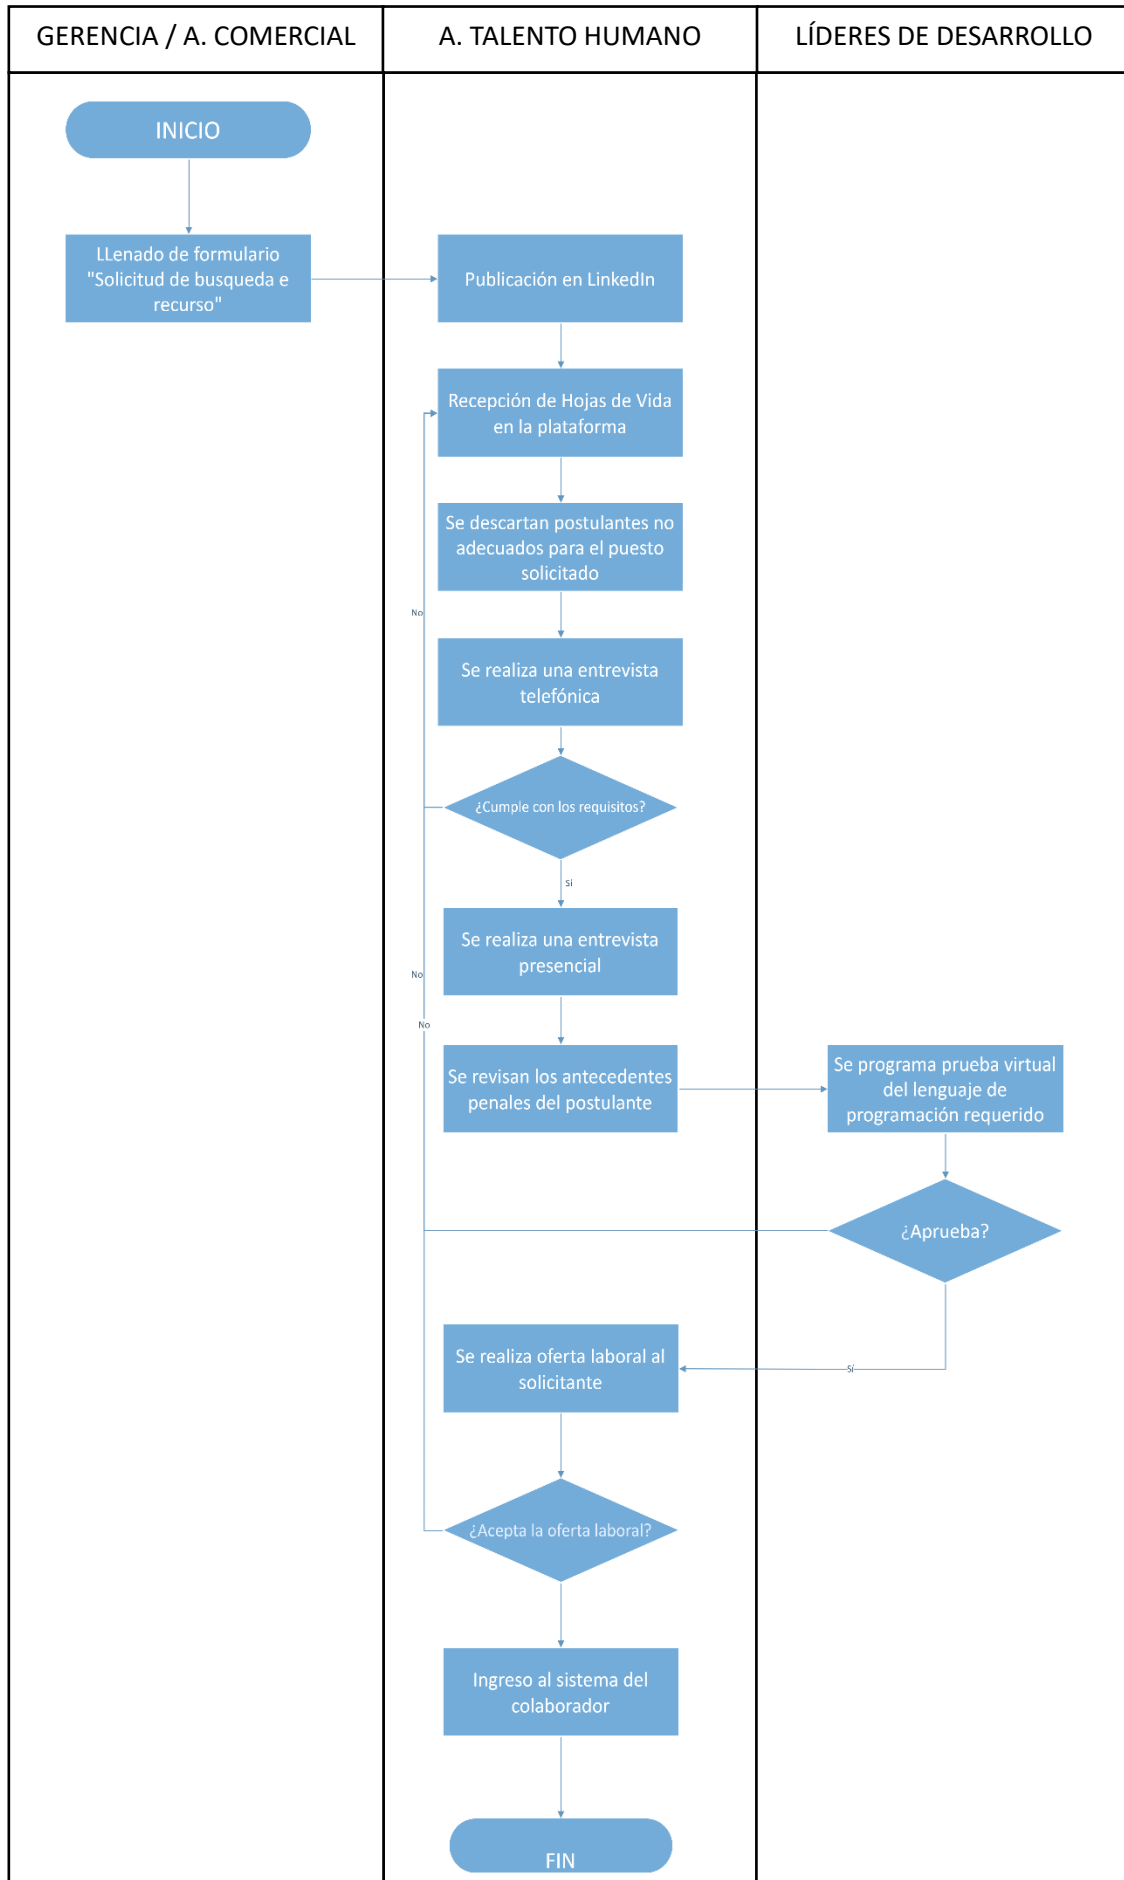 GERENCIA / A. COMERCIAL
A. TALENTO HUMANO
LÍDERES DE DESARROLLO
INICIO
LLenado de formulario
"Solicitud de busqueda e
recurso"
Publicación en LinkedIn
Recepción de Hojas de Vida
en la plataforma
Se descartan postulantes no
adecuados para el puesto
solicitado
No
Se realiza una entrevista
telefónica
¿Cumple con los requisitos?
Sí
Se realiza una entrevista
presencial
No
No
Se revisan los antecedentes
penales del postulante
Se programa prueba virtual
del lenguaje de
programación requerido
¿Aprueba?
Sí
Se realiza oferta laboral al
solicitante
¿Acepta la oferta laboral?
Ingreso al sistema del
colaborador
FIN